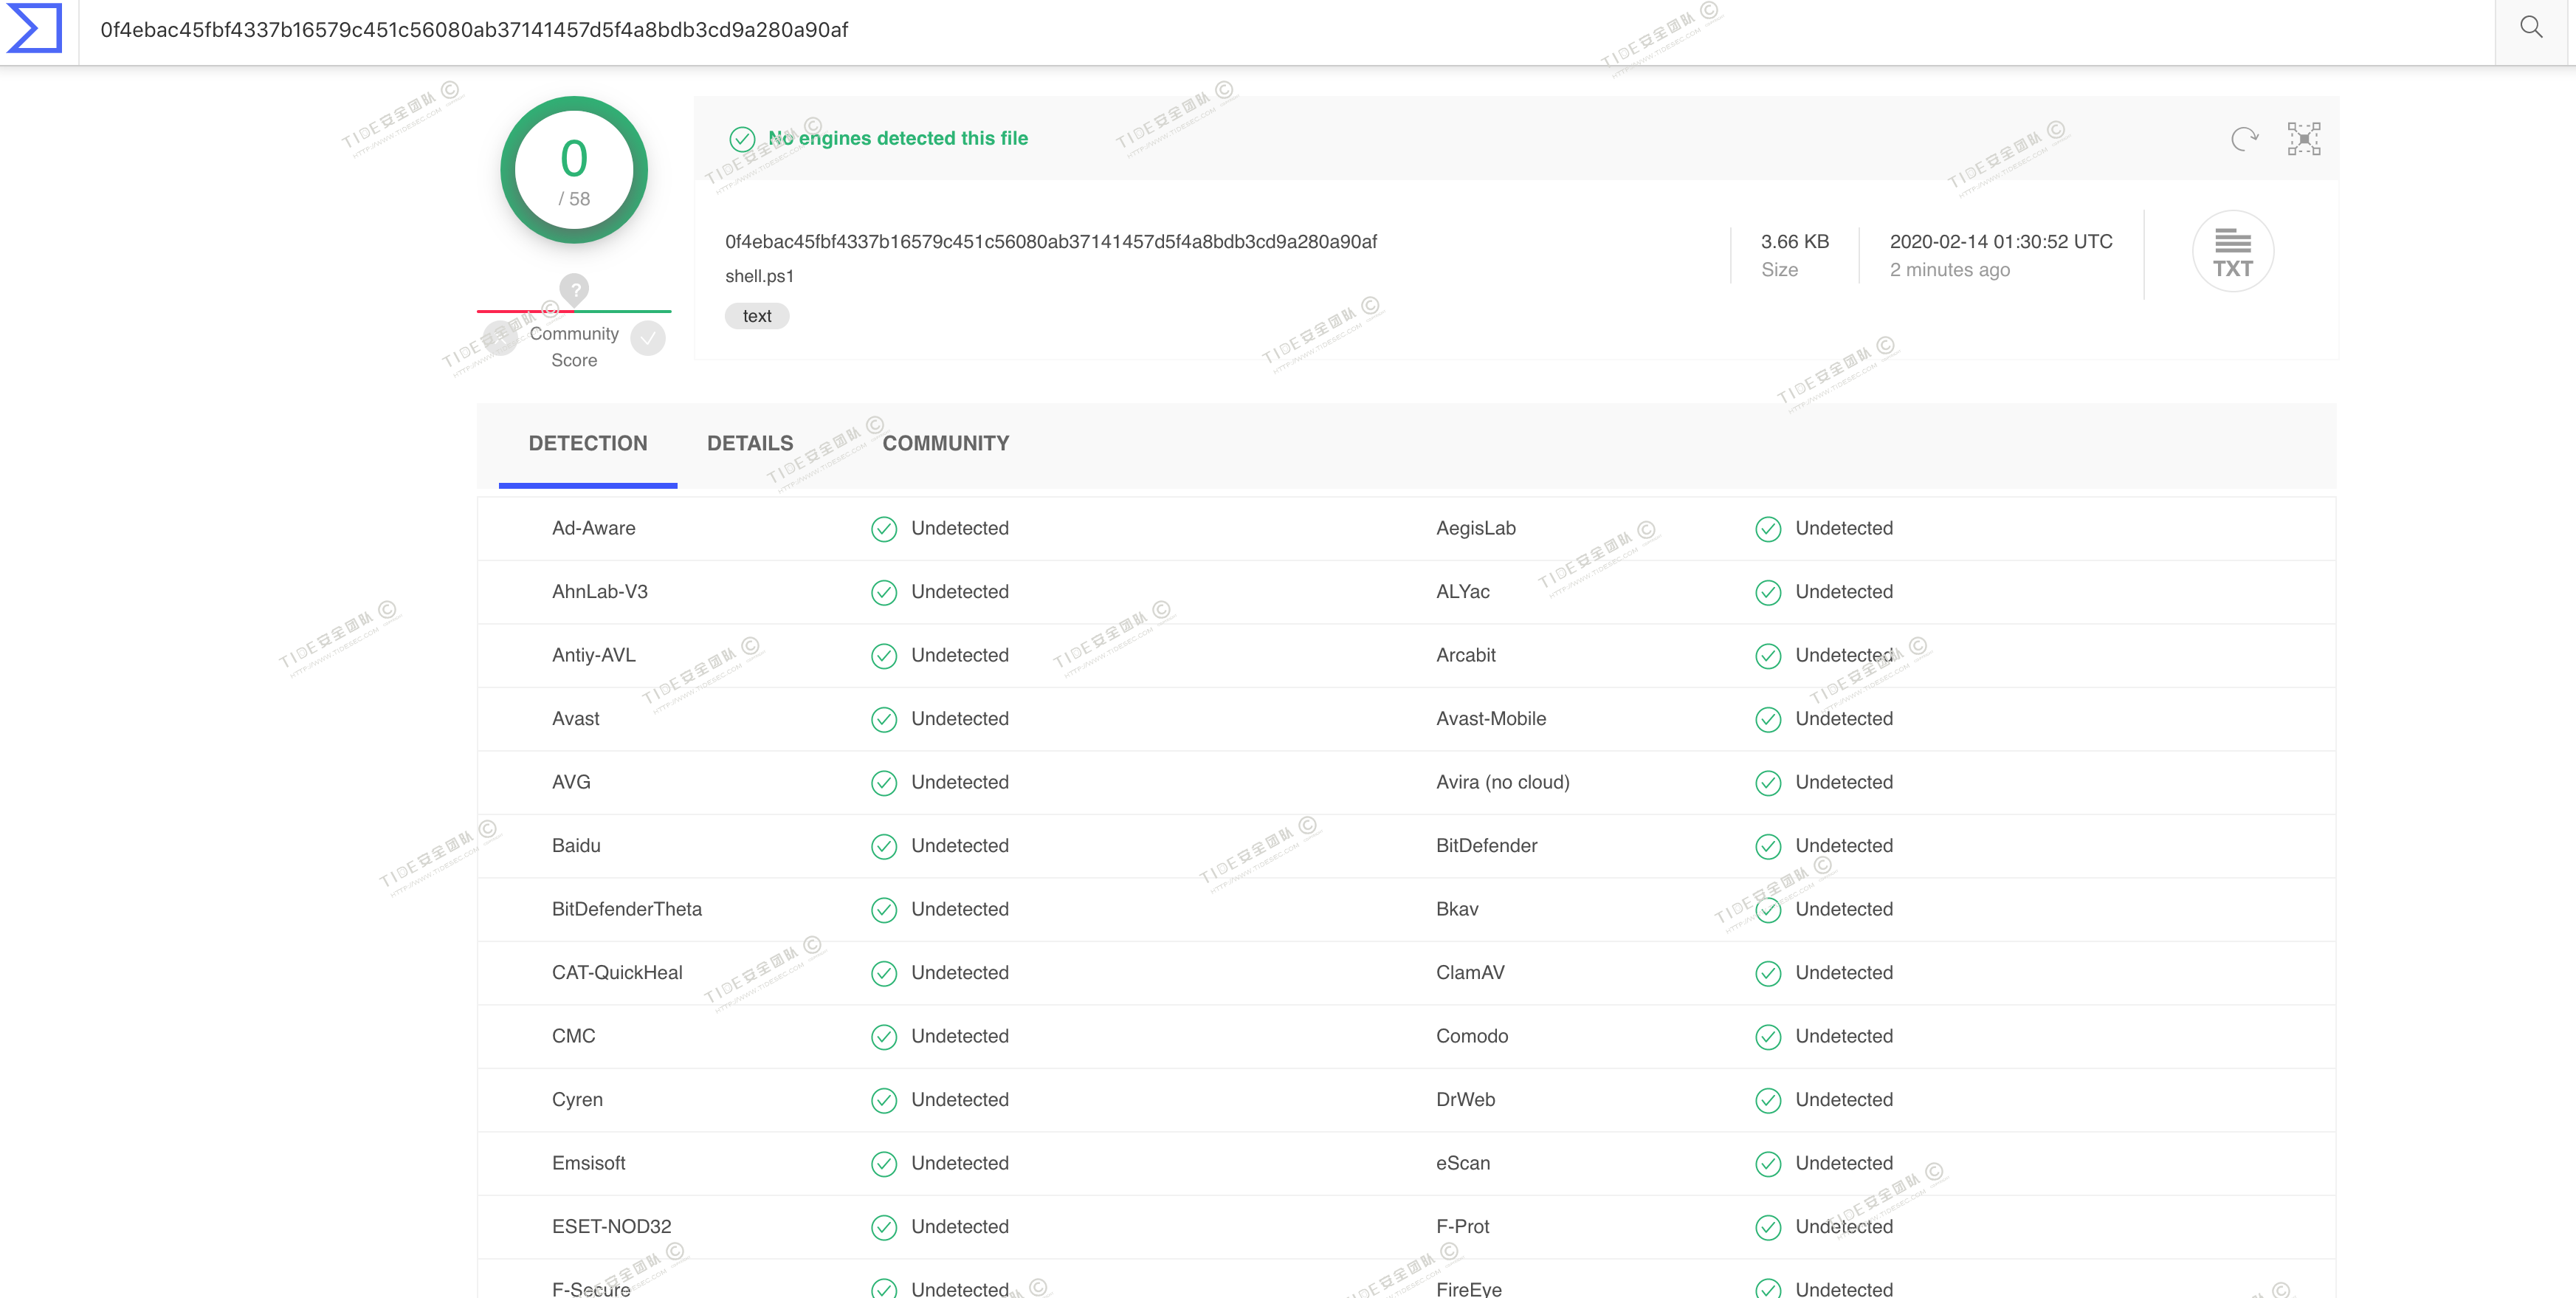 0f4ebac45fbf4337b16579c451c56080ab37141457d5f4a8bdb3cd9a280a90af
0
/ 58
No engines detected this file
0f4ebac45fbf4337b16579c451c56080ab37141457d5f4a8bdb3cd9a280a90af
shell.ps1
text
3.66 KB
Size
2020-02-14 01:30:52 UTC
2 minutes ago
TXT
?
Community
Score
DETECTION DETAILS COMMUNITY
Ad-Aware Undetected AegisLab Undetected
AhnLab-V3 Undetected ALYac Undetected
Antiy-AVL Undetected Arcabit Undetected
Avast Undetected Avast-Mobile Undetected
AVG Undetected Avira (no cloud) Undetected
Baidu Undetected BitDefender Undetected
BitDefenderTheta Undetected Bkav Undetected
CAT-QuickHeal Undetected ClamAV Undetected
CMC Undetected Comodo Undetected
Cyren Undetected DrWeb Undetected
Emsisoft Undetected eScan Undetected
ESET-NOD32 Undetected F-Prot Undetected
F-Secure Undetected FireEye Undetected
TIDE安全团队 ©
HTTP://WWW.TIDESEC.COM